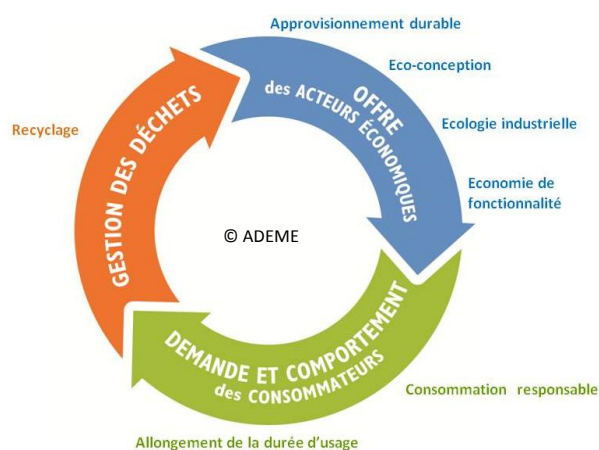 Approvisionnement durable
Eco-conception
OFFRE
des ACTEURS ÉCONOMIQUES
Ecologie industrielle
Economie de
fonctionnalité
Recyclage
GESTION DES DÉCHETS
© ADEME
DEMANDE ET COMPORTEMENT
des CONSOMMATEURS
Consommation responsable
Allongement de la durée d'usage